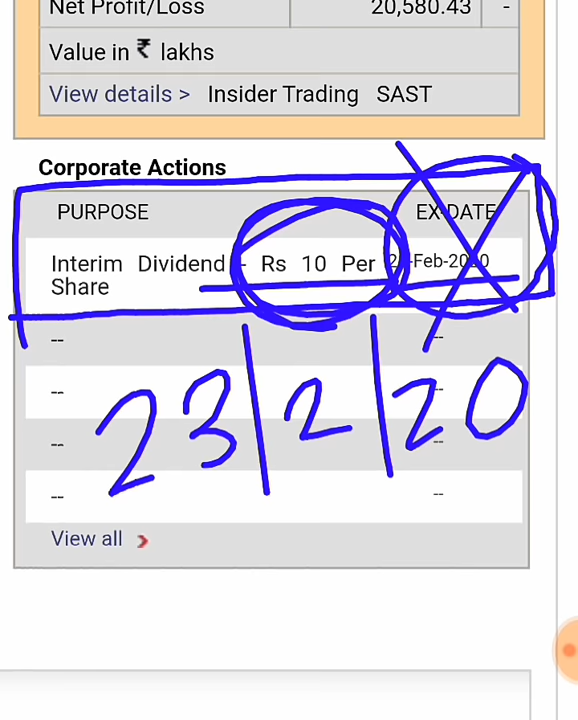 Net Profit/Loss 20,580.43 -
Value in ₹ lakhs
View details > Insider Trading SAST
Corporate Actions
PURPOSE EX-DATE
Interim Dividend - Rs 10 Per
Share
-- --
-- --
-- --
-- --
23/2/20
View all >